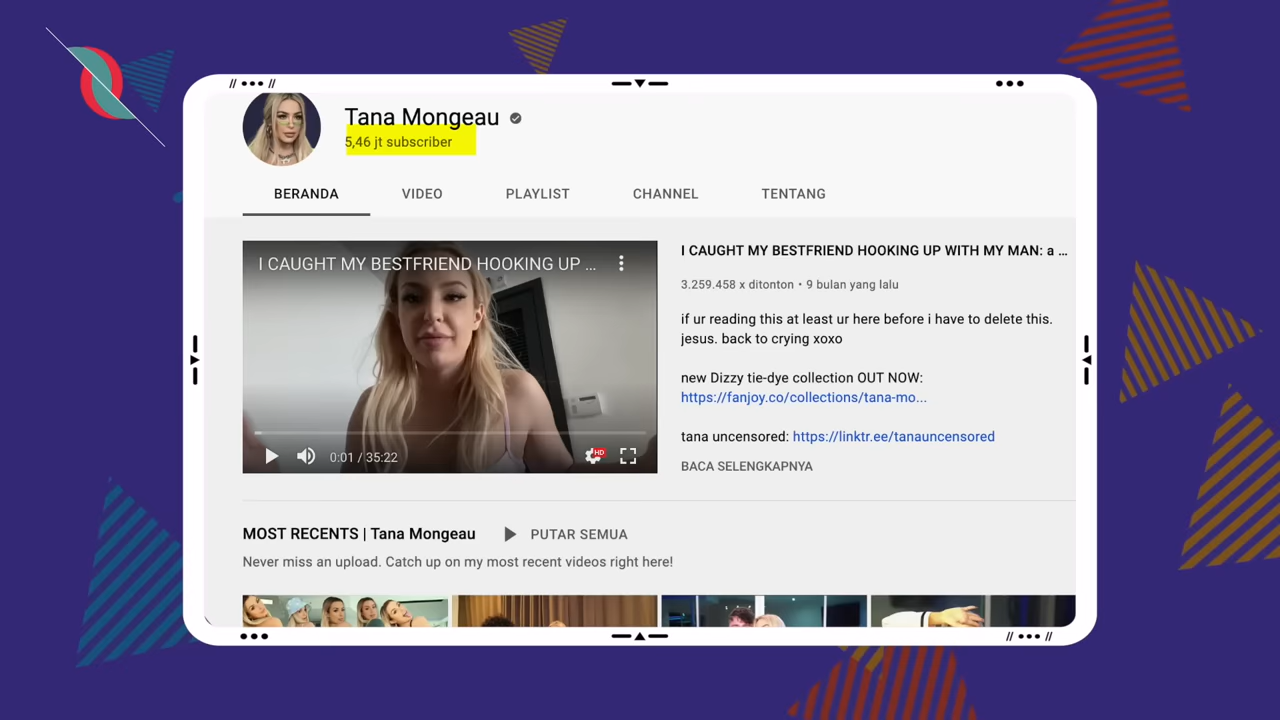 Tana Mongeau
5,46 jt subscriber
BERANDA VIDEO PLAYLIST CHANNEL TENTANG
I CAUGHT MY BESTFRIEND HOOKING UP ...
0:01 / 35:22
HD
I CAUGHT MY BESTFRIEND HOOKING UP WITH MY MAN: a ...
3.259.458 x ditonton • 9 bulan yang lalu
if ur reading this at least ur here before i have to delete this.
jesus. back to crying xoxo
new Dizzy tie-dye collection OUT NOW:
https://fanjoy.co/collections/tana-mo...
tana uncensored: https://linktr.ee/tanauncensored
BACA SELENGKAPNYA
MOST RECENTS | Tana Mongeau PUTAR SEMUA
Never miss an upload. Catch up on my most recent videos right here!